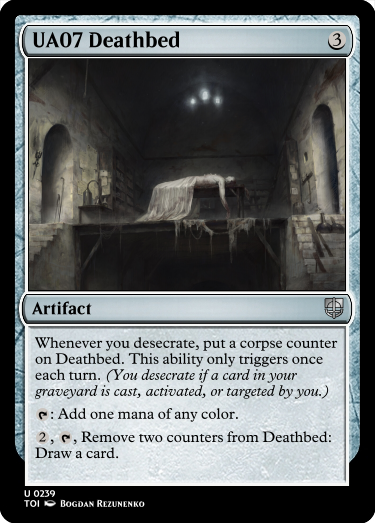 UA07 Deathbed
3
Artifact
Whenever you desecrate, put a corpse counter
on Deathbed. This ability only triggers once
each turn. (You desecrate if a card in your
graveyard is cast, activated, or targeted by you.)
: Add one mana of any color.
2, , Remove two counters from Deathbed:
Draw a card.
U 0239
TOI Bogdan Rezunenko